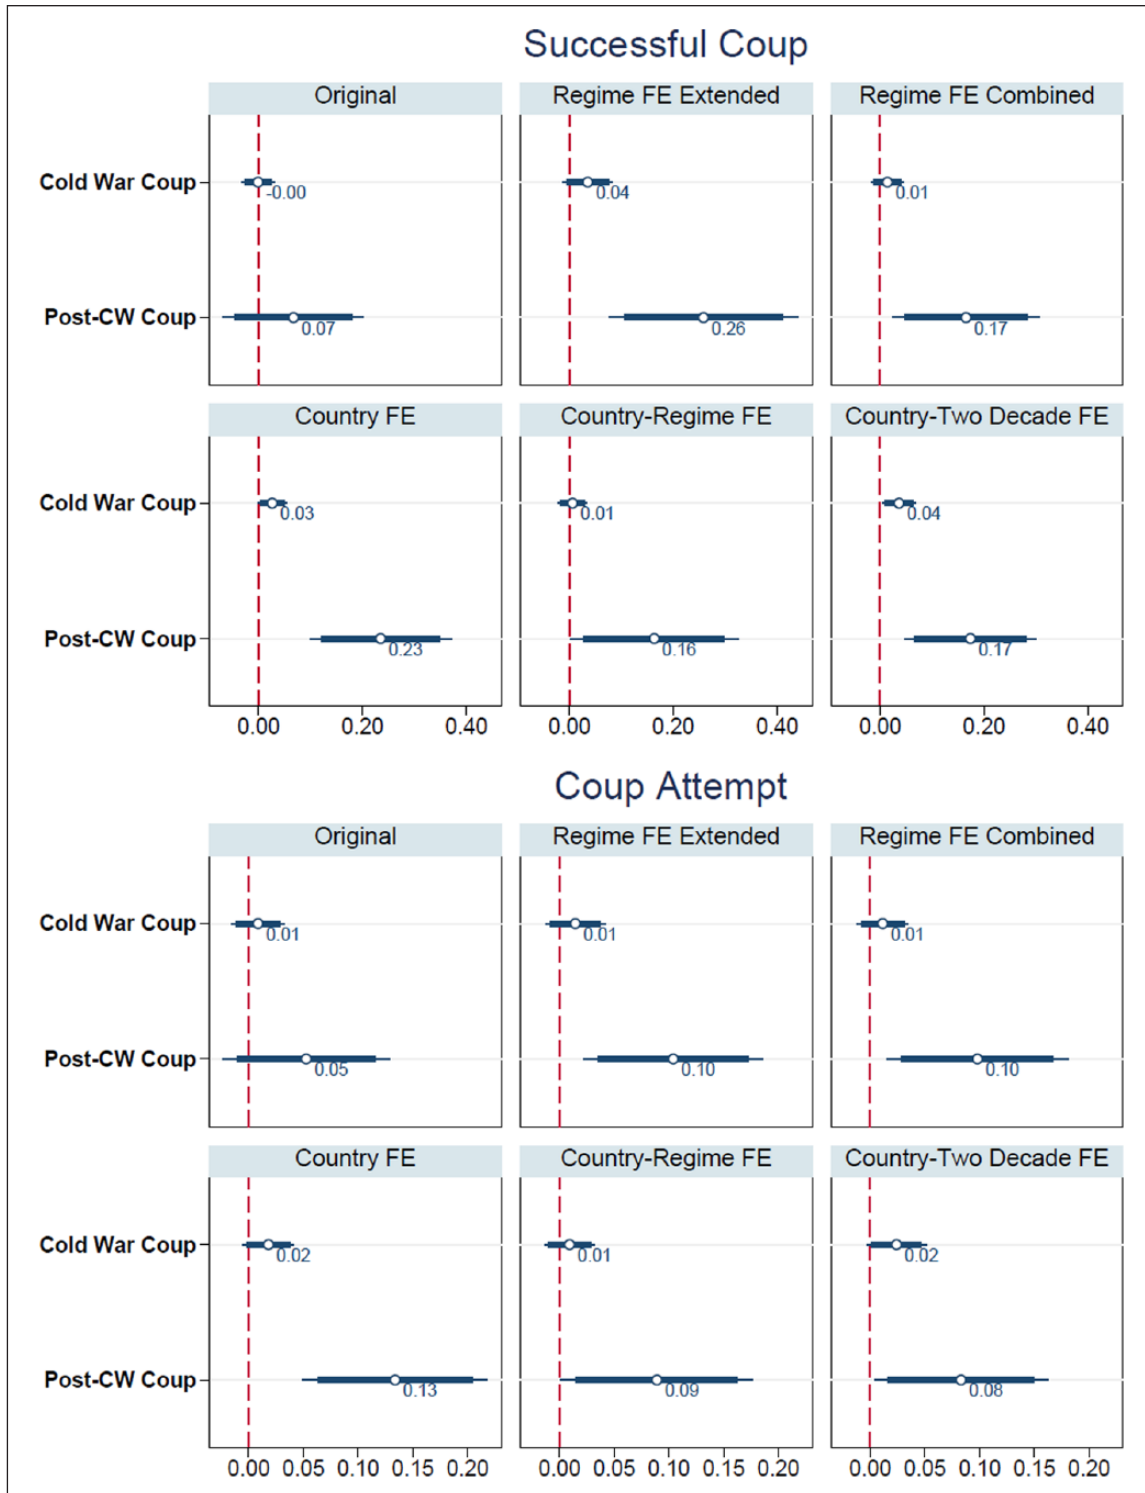 Successful Coup
Original Regime FE Extended Regime FE Combined
Cold War Coup -0.00 0.04 0.01
Post-CW Coup 0.07 0.26 0.17
Country FE Country-Regime FE Country-Two Decade FE
Cold War Coup 0.03 0.01 0.04
Post-CW Coup 0.23 0.16 0.17
0.00 0.20 0.40 0.00 0.20 0.40 0.00 0.20 0.40
Coup Attempt
Original Regime FE Extended Regime FE Combined
Cold War Coup 0.01 0.01 0.01
Post-CW Coup 0.05 0.10 0.10
Country FE Country-Regime FE Country-Two Decade FE
Cold War Coup 0.02 0.01 0.02
Post-CW Coup 0.13 0.09 0.08
0.00 0.05 0.10 0.15 0.20 0.00 0.05 0.10 0.15 0.20 0.00 0.05 0.10 0.15 0.20